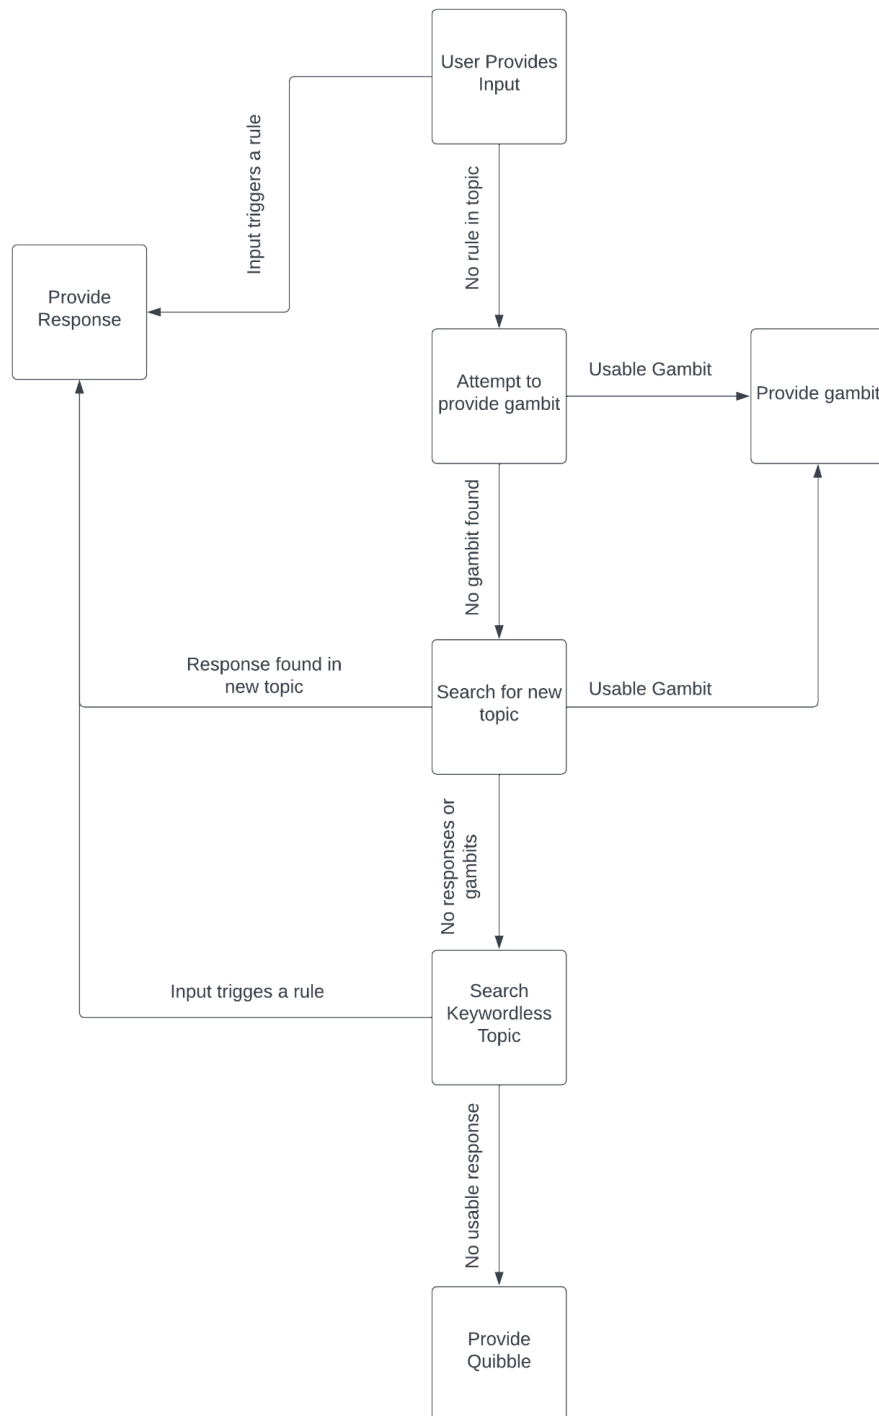 User Provides
Input
Input triggers a rule
No rule in topic
Provide
Response
Attempt to
provide gambit
Usable Gambit
Provide gambit
No gambit found
Response found in
new topic
Search for new
topic
Usable Gambit
No responses or
gambits
Input trigges a rule
Search
Keywordless
Topic
No usable response
Provide
Quibble